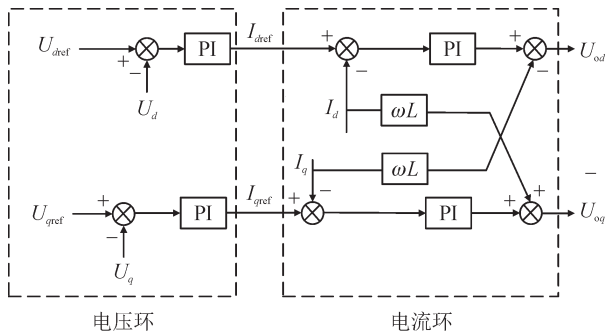 U_dref + − PI I_dref + − PI + − U_od
U_d
I_d ωL
I_q ωL −
U_qref + − PI I_qref + − PI + + U_oq
U_q
电压环 电流环